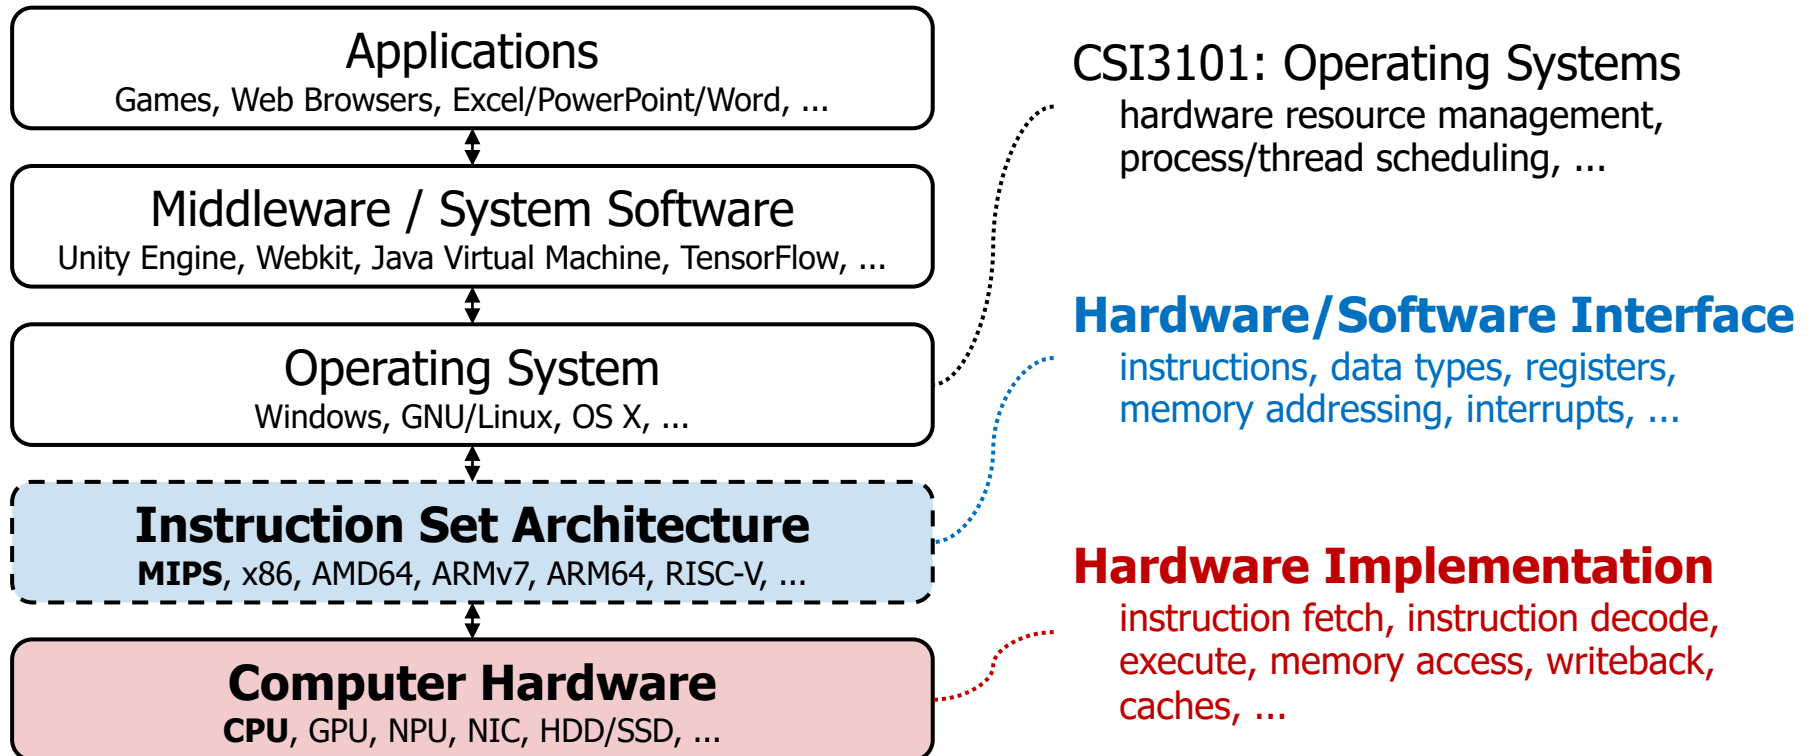 Applications
Games, Web Browsers, Excel/PowerPoint/Word, ...
Middleware / System Software
Unity Engine, Webkit, Java Virtual Machine, TensorFlow, ...
Operating System
Windows, GNU/Linux, OS X, ...
Instruction Set Architecture
MIPS, x86, AMD64, ARMv7, ARM64, RISC-V, ...
Computer Hardware
CPU, GPU, NPU, NIC, HDD/SSD, ...
CSI3101: Operating Systems
hardware resource management,
process/thread scheduling, ...
Hardware/Software Interface
instructions, data types, registers,
memory addressing, interrupts, ...
Hardware Implementation
instruction fetch, instruction decode,
execute, memory access, writeback,
caches, ...